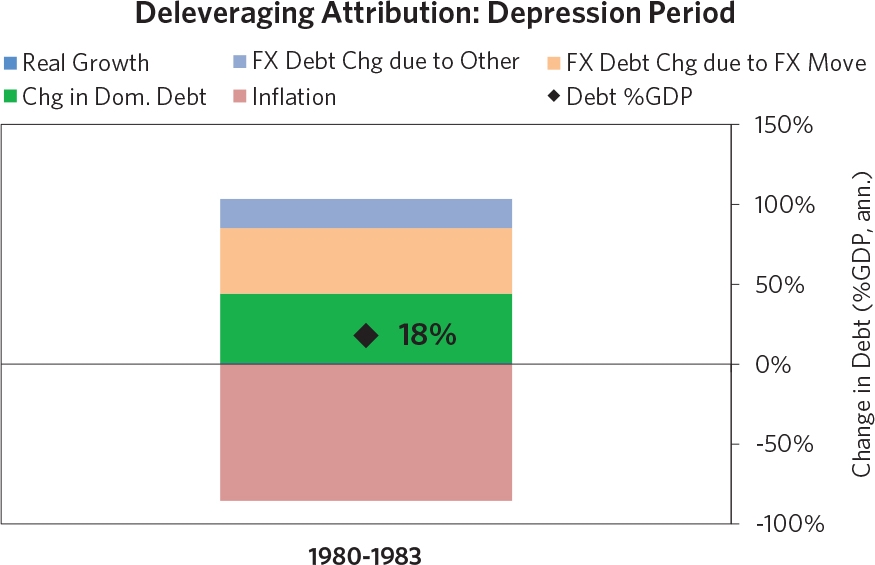 Deleveraging Attribution: Depression Period
Real Growth
FX Debt Chg due to Other
FX Debt Chg due to FX Move
Chg in Dom. Debt
Inflation
Debt %GDP
150%
100%
50%
0%
-50%
-100%
Change in Debt (%GDP, ann.)
18%
1980-1983